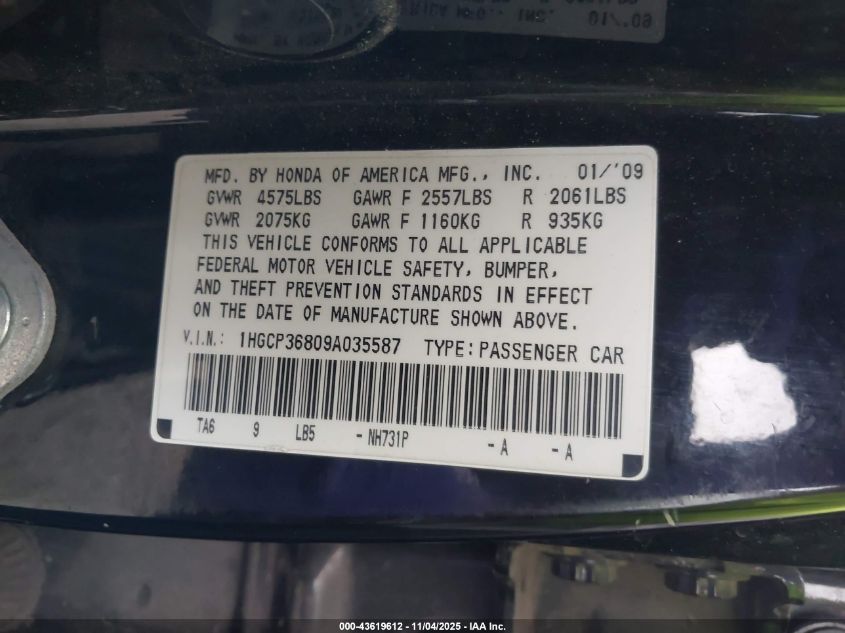 MFD. BY HONDA OF AMERICA MFG., INC. 01/'09
GVWR 4575LBS GAWR F 2557LBS R 2061LBS
GVWR 2075KG GAWR F 1160KG R 935KG
THIS VEHICLE CONFORMS TO ALL APPLICABLE
FEDERAL MOTOR VEHICLE SAFETY, BUMPER,
AND THEFT PREVENTION STANDARDS IN EFFECT
ON THE DATE OF MANUFACTURE SHOWN ABOVE.
V.I.N.: 1HGCP36809A035587 TYPE: PASSENGER CAR
TA6 9 LB5 - NH731P - A - A
000-43619612 - 11/04/2025 - IAA Inc.